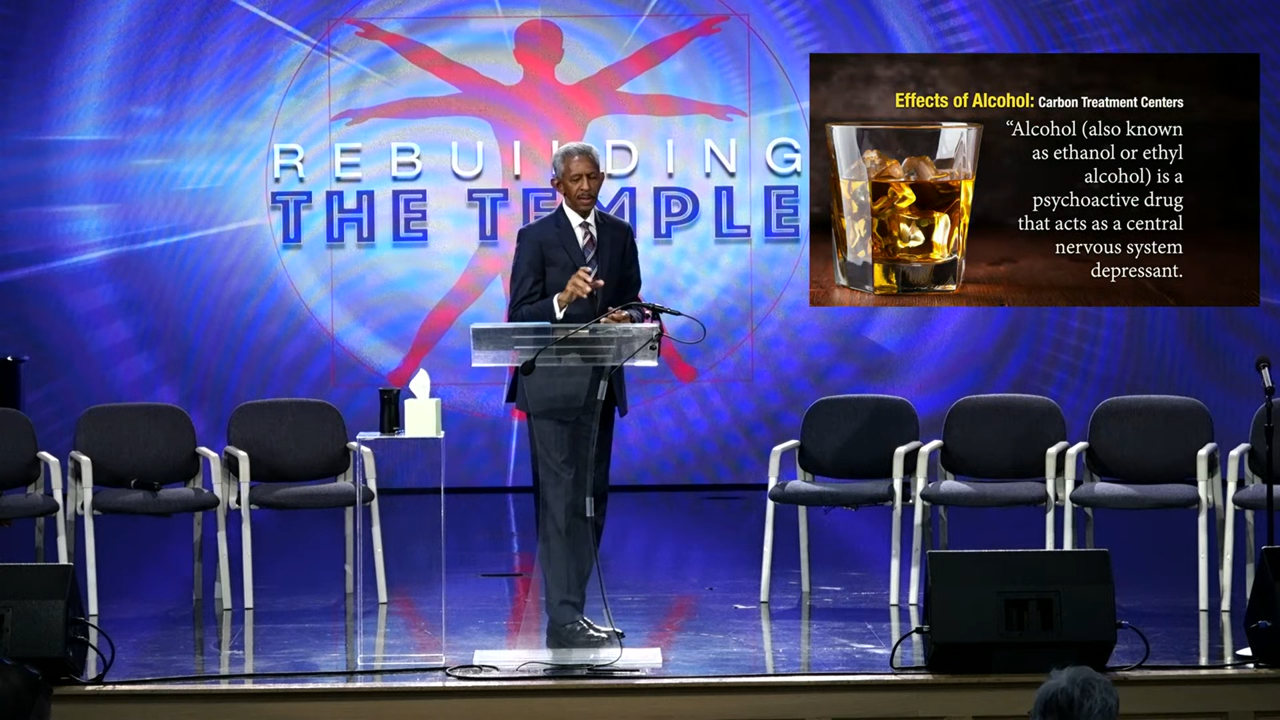 REBUILDING
THE TEMPLE
Effects of Alcohol: Carbon Treatment Centers
“Alcohol (also known
as ethanol or ethyl
alcohol) is a
psychoactive drug
that acts as a central
nervous system
depressant.